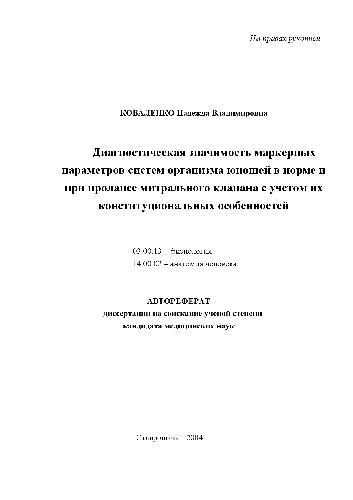 На правах рукописи
КОВАЛЕНКО Надежда Владимировна
Диагностическая значимость маркерных
параметров систем организма юношей в норме и
при пролапсе митрального клапана с учетом их
конституциональных особенностей
03.00.13 – физиология
14.00.02 – анатомия человека
АВТОРЕФЕРАТ
диссертации на соискание ученой степени
кандидата медицинских наук
Ставрополь – 2004